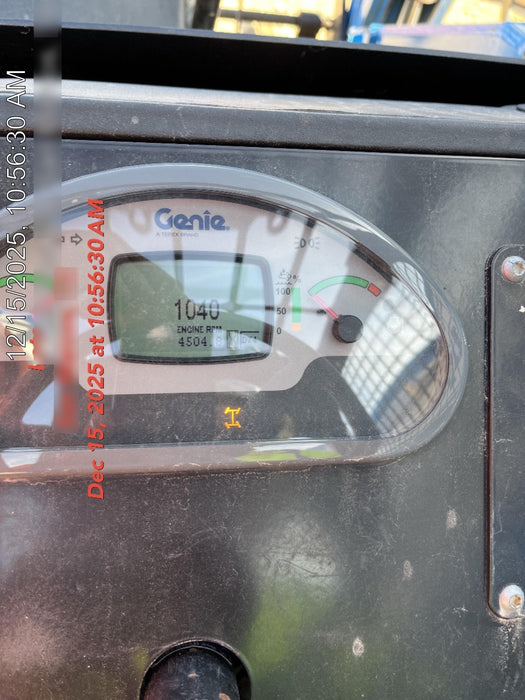 12/15/2025, 10:56:30 AM
Dec 15, 2025 at 10:56:30 AM
Genie
A TEREX BRAND
%
100
50
0
1040
ENGINE RPM
4504.